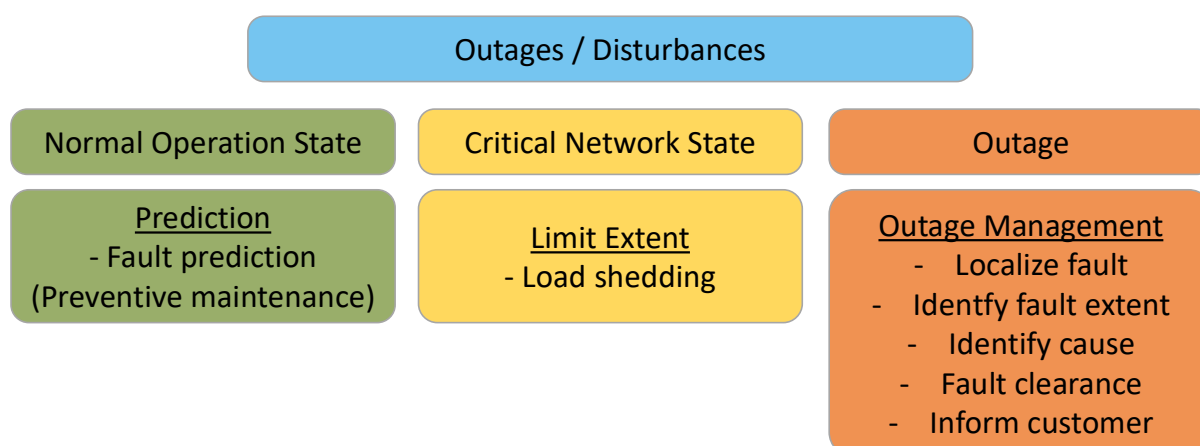 Outages / Disturbances
Normal Operation State
Critical Network State
Outage
Prediction
- Fault prediction
(Preventive maintenance)
Limit Extent
- Load shedding
Outage Management
- Localize fault
- Identfy fault extent
- Identify cause
- Fault clearance
- Inform customer